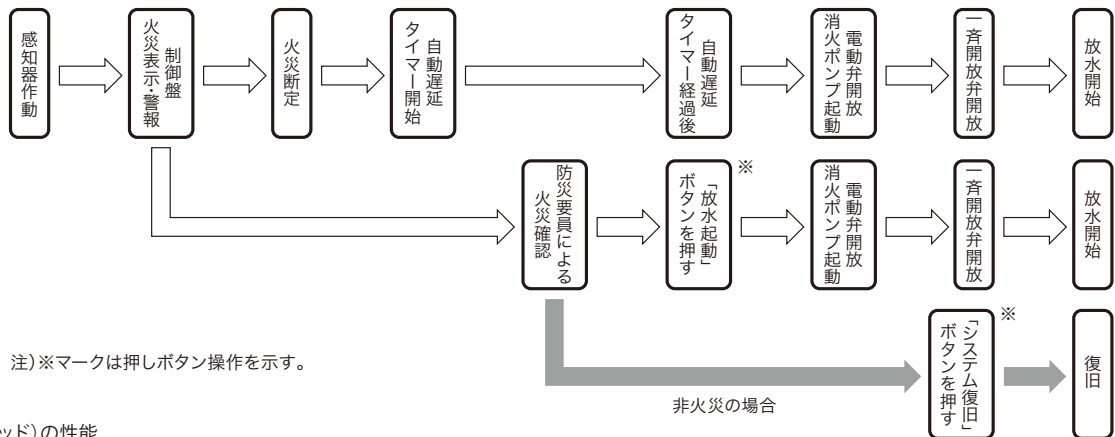 感知器作動
制御盤
火災表示・警報
火災断定
自動遅延
タイマー開始
自動遅延
タイマー経過後
電動弁開放
消火ポンプ起動
一斉開放弁開放
放水開始
防災要員による
火災確認
「放水起動」
ボタンを押す
※
電動弁開放
消火ポンプ起動
一斉開放弁開放
放水開始
「システム復旧」
ボタンを押す
※
復旧
非火災の場合
注)※マークは押しボタン操作を示す。
ッド)の性能